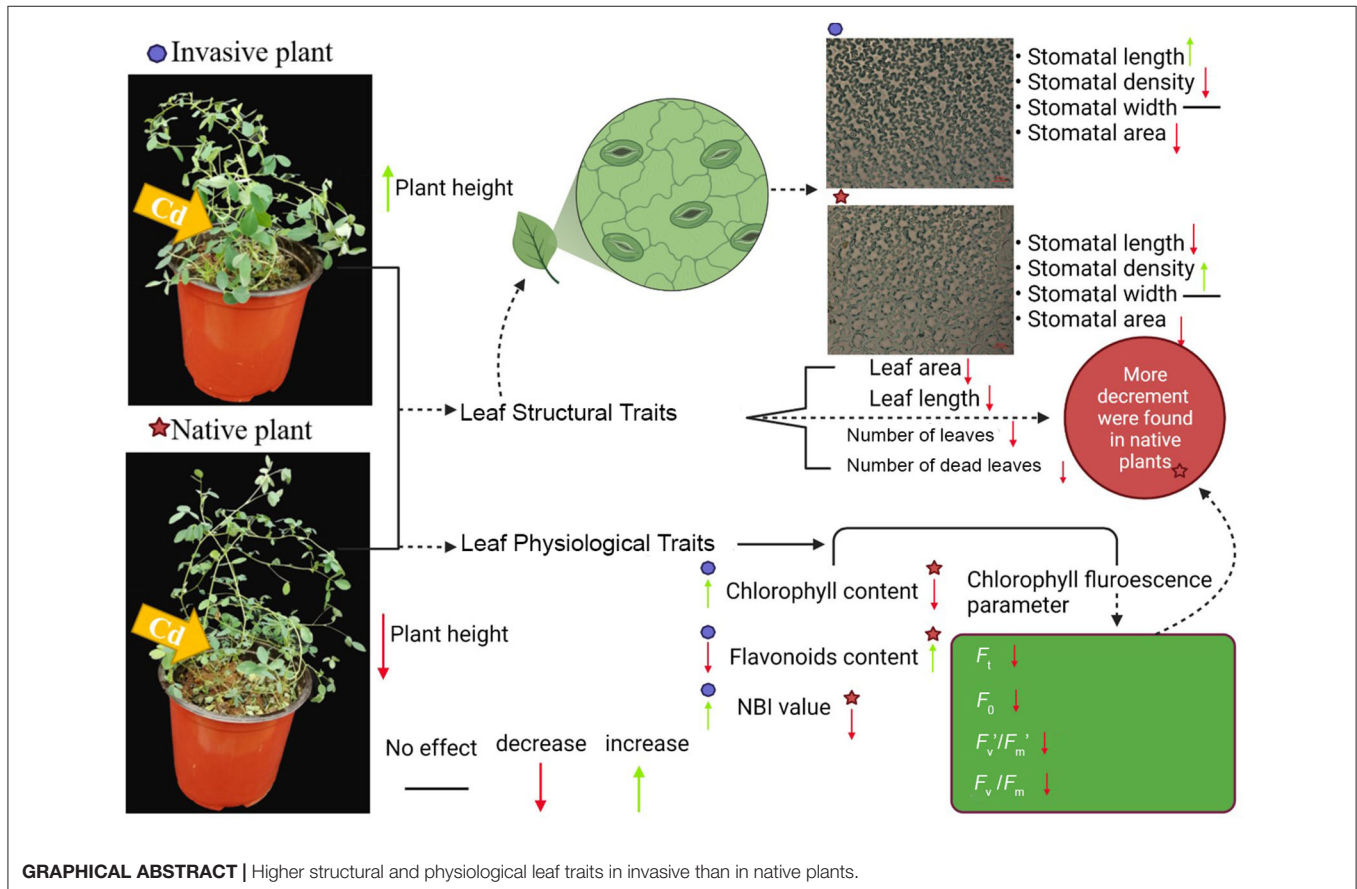 Invasive plant
Cd
Plant height
• Stomatal length
• Stomatal density
• Stomatal width
• Stomatal area
• Stomatal length
• Stomatal density
• Stomatal width
• Stomatal area
Leaf Structural Traits
Leaf area
Leaf length
Number of leaves
Number of dead leaves
More
decrement
were found
in native
plants
Native plant
Cd
Plant height
Leaf Physiological Traits
Chlorophyll content
Flavonoids content
NBI value
Chlorophyll fluroescence
parameter
Ft
F0
Fv'/Fm'
Fv/Fm
No effect decrease increase
GRAPHICAL ABSTRACT | Higher structural and physiological leaf traits in invasive than in native plants.